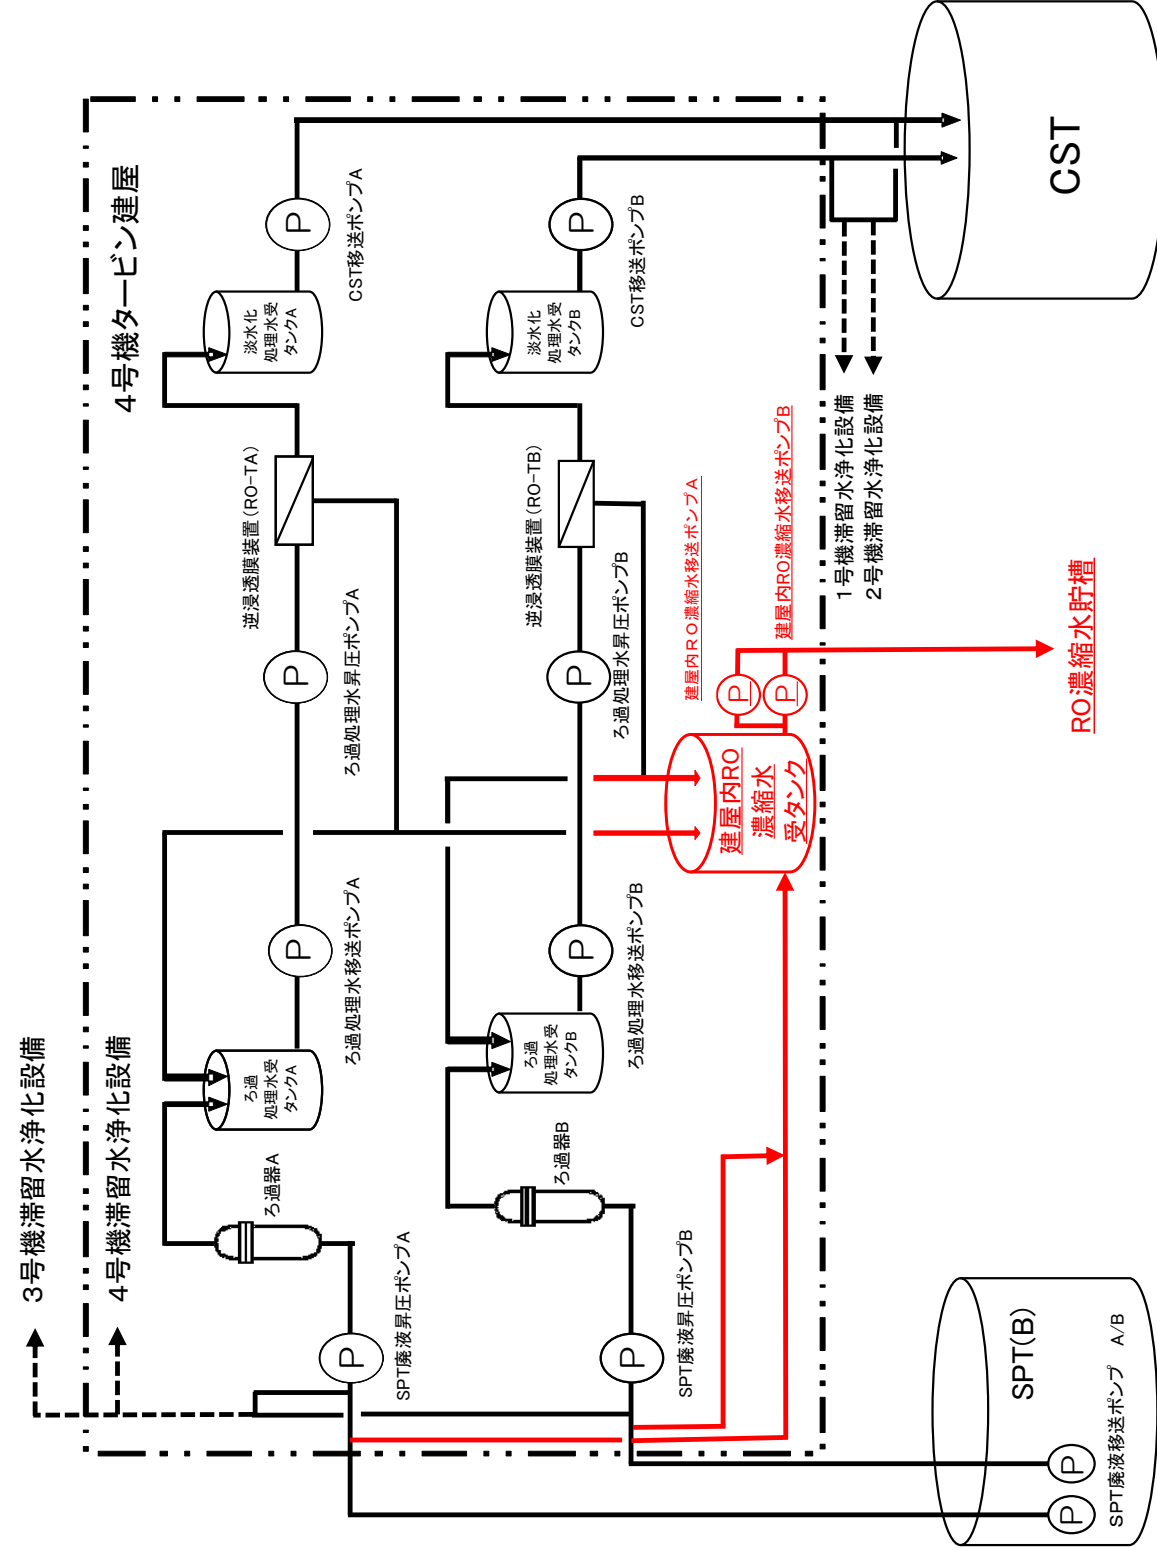 4号機タービン建屋
3号機滞留水浄化設備
4号機滞留水浄化設備
SPT廃液昇圧ポンプA
P
ろ過器A
ろ過
処理水受
タンクA
ろ過処理水移送ポンプA
P
ろ過処理水昇圧ポンプA
P
逆浸透膜装置(RO-TA)
淡水化
処理水受
タンクA
CST移送ポンプA
P
SPT廃液昇圧ポンプB
P
ろ過器B
ろ過
処理水受
タンクB
ろ過処理水移送ポンプB
P
ろ過処理水昇圧ポンプB
P
逆浸透膜装置(RO-TB)
淡水化
処理水受
タンクB
CST移送ポンプB
P
建屋内RO濃縮水移送ポンプA
P
建屋内RO濃縮水移送ポンプB
P
建屋内RO
濃縮水
受タンク
1号機滞留水浄化設備
2号機滞留水浄化設備
RO濃縮水貯槽
SPT(B)
P
P
SPT廃液移送ポンプ A/B
CST